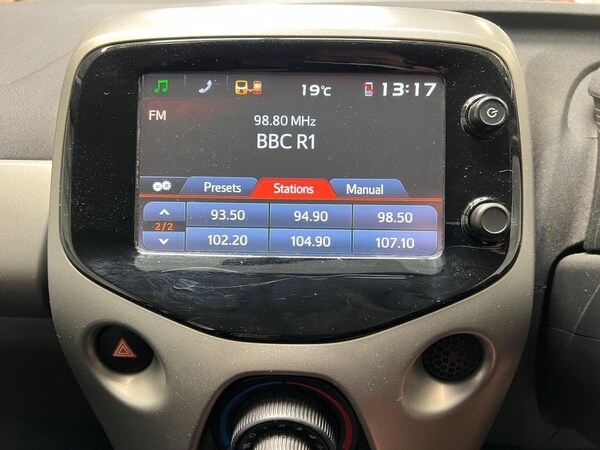 19°C 13:17
FM
98.80 MHz
BBC R1
Presets Stations Manual
93.50 94.90 98.50
2/2
102.20 104.90 107.10